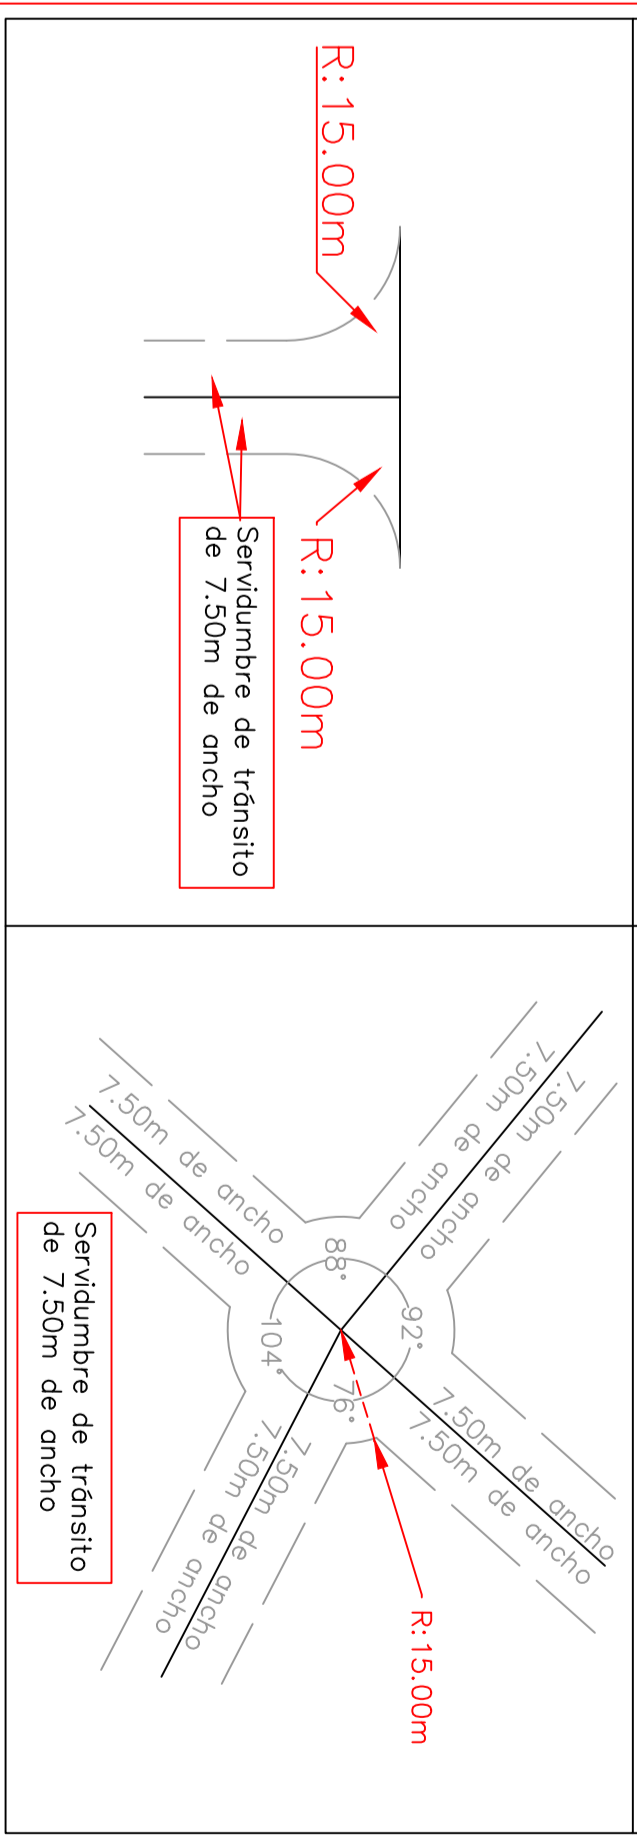 R:15.00m
R:15.00m
Servidumbre de tránsito
de 7.50m de ancho
7.50m de ancho
7.50m de ancho
7.50m de ancho
7.50m de ancho
88°
92°
104°
76°
7.50m de ancho
7.50m de ancho
7.50m de ancho
7.50m de ancho
R:15.00m
Servidumbre de tránsito
de 7.50m de ancho